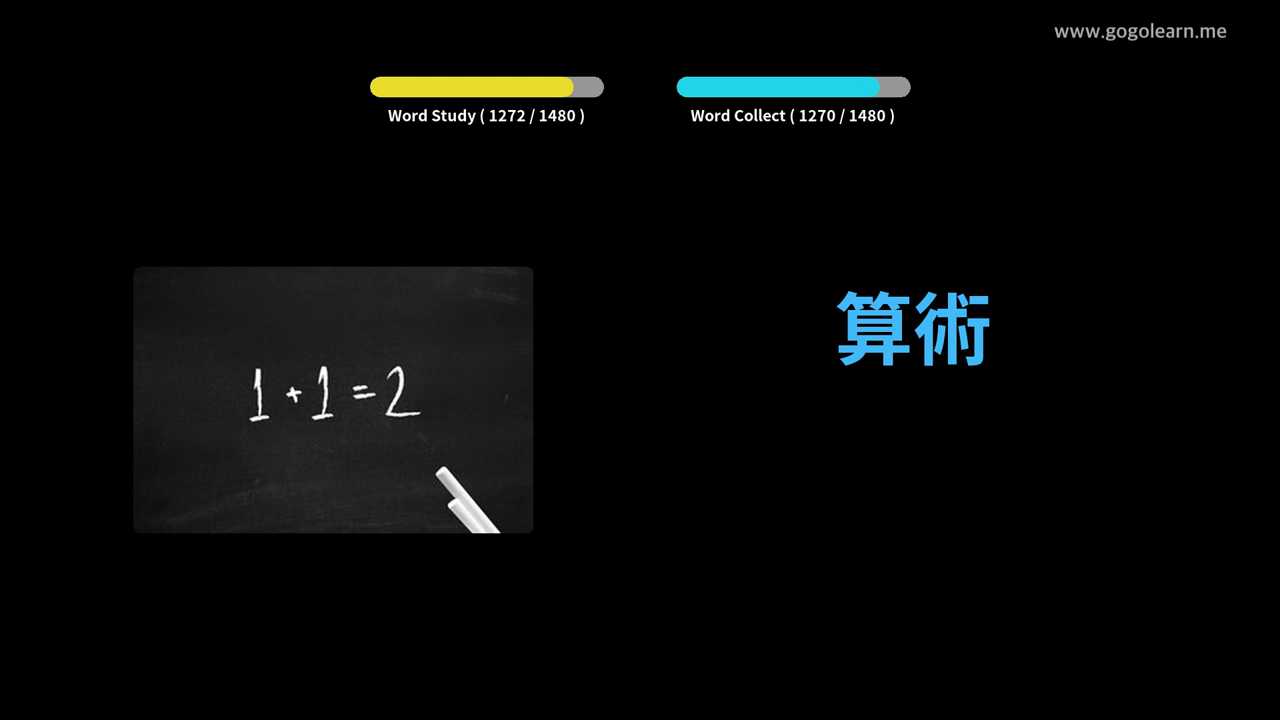 www.gogolearn.me
Word Study ( 1272 / 1480 )
Word Collect ( 1270 / 1480 )
算術
1 + 1 = 2